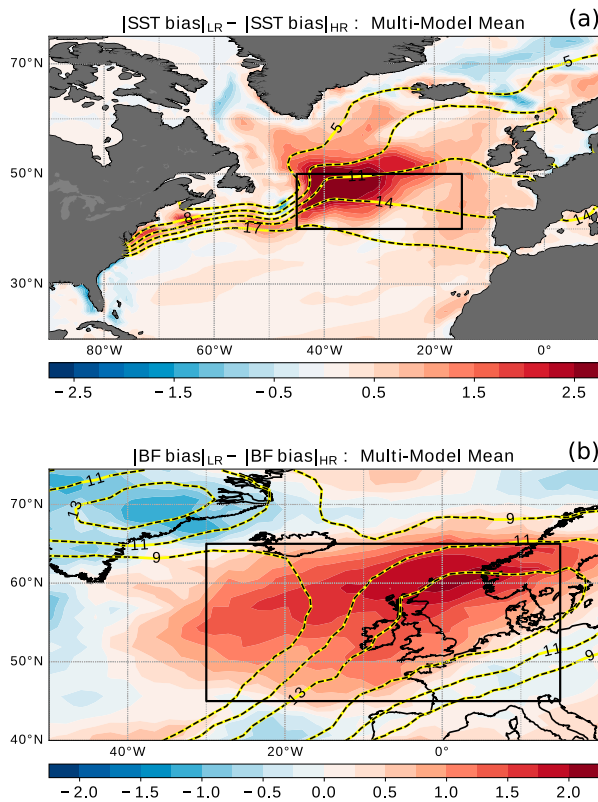 |SST bias|LR − |SST bias|HR : Multi-Model Mean (a)
70°N
50°N
30°N
5
5
11
14
8
17
14
80°W 60°W 40°W 20°W 0°
−2.5 −1.5 −0.5 0.5 1.5 2.5
|BF bias|LR − |BF bias|HR : Multi-Model Mean (b)
70°N
60°N
50°N
40°N
11
13
11
9
9
11
13
11
9
40°W 20°W 0°
−2.0 −1.5 −1.0 −0.5 0.0 0.5 1.0 1.5 2.0